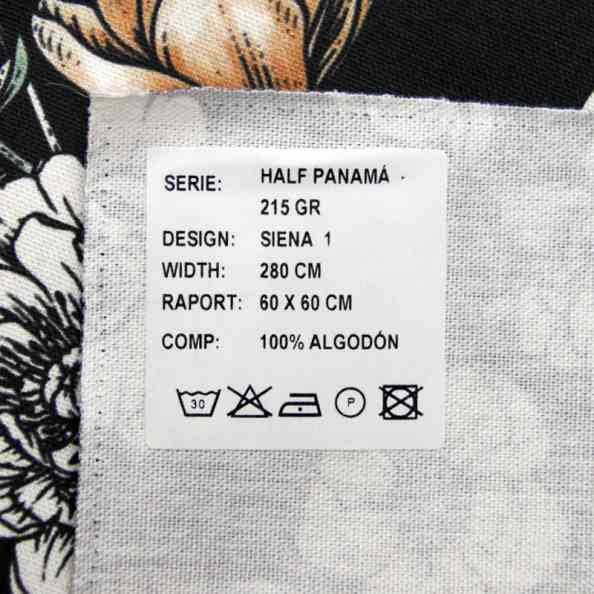 SERIE: HALF PANAMÁ
215 GR
DESIGN: SIENA 1
WIDTH: 280 CM
RAPORT: 60 X 60 CM
COMP: 100% ALGODÓN
30 P